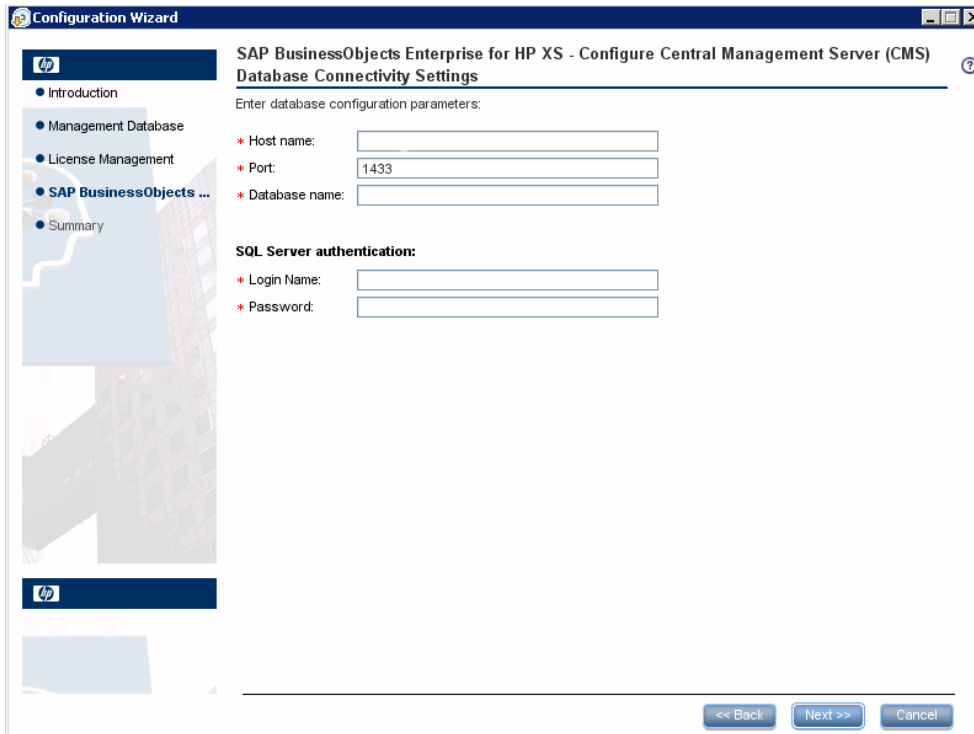 Configuration Wizard
hp
Introduction
Management Database
License Management
SAP BusinessObjects ...
Summary
hp
SAP BusinessObjects Enterprise for HP XS - Configure Central Management Server (CMS)
Database Connectivity Settings
?
Enter database configuration parameters:
* Host name:
* Port: 1433
* Database name:
SQL Server authentication:
* Login Name:
* Password:
<< Back Next >> Cancel